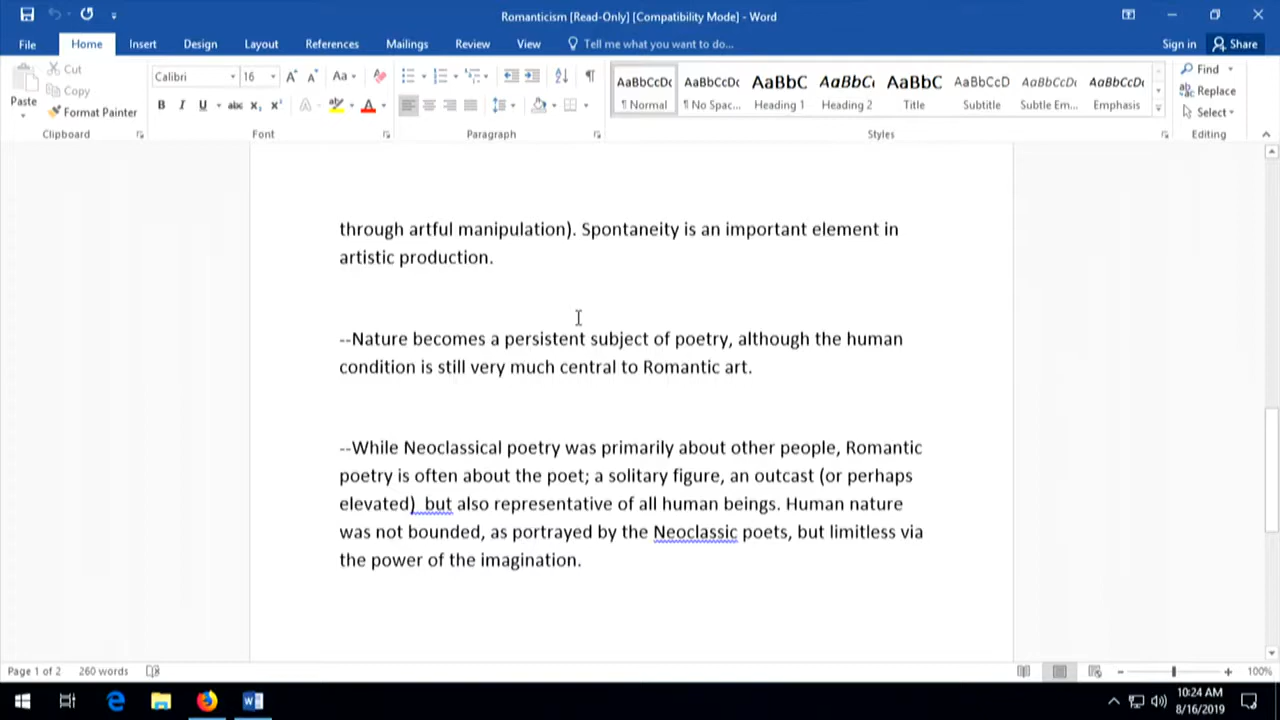 Romanticism [Read-Only] [Compatibility Mode] - Word
File Home Insert Design Layout References Mailings Review View Tell me what you want to do... Sign in Share
Cut
Copy
Format Painter
Paste
Clipboard
Calibri 16
Font
Paragraph
AaBbCcDc AaBbCcDc AaBbC AaBbCc AaBbC AaBbCcD AaBbCcDc AaBbCcDc
¶ Normal ¶ No Spac... Heading 1 Heading 2 Title Subtitle Subtle Em... Emphasis
Styles
Find
Replace
Select
Editing
through artful manipulation). Spontaneity is an important element in
artistic production.
--Nature becomes a persistent subject of poetry, although the human
condition is still very much central to Romantic art.
--While Neoclassical poetry was primarily about other people, Romantic
poetry is often about the poet; a solitary figure, an outcast (or perhaps
elevated) but also representative of all human beings. Human nature
was not bounded, as portrayed by the Neoclassic poets, but limitless via
the power of the imagination.
Page 1 of 2 260 words 100%
10:24 AM
8/16/2019